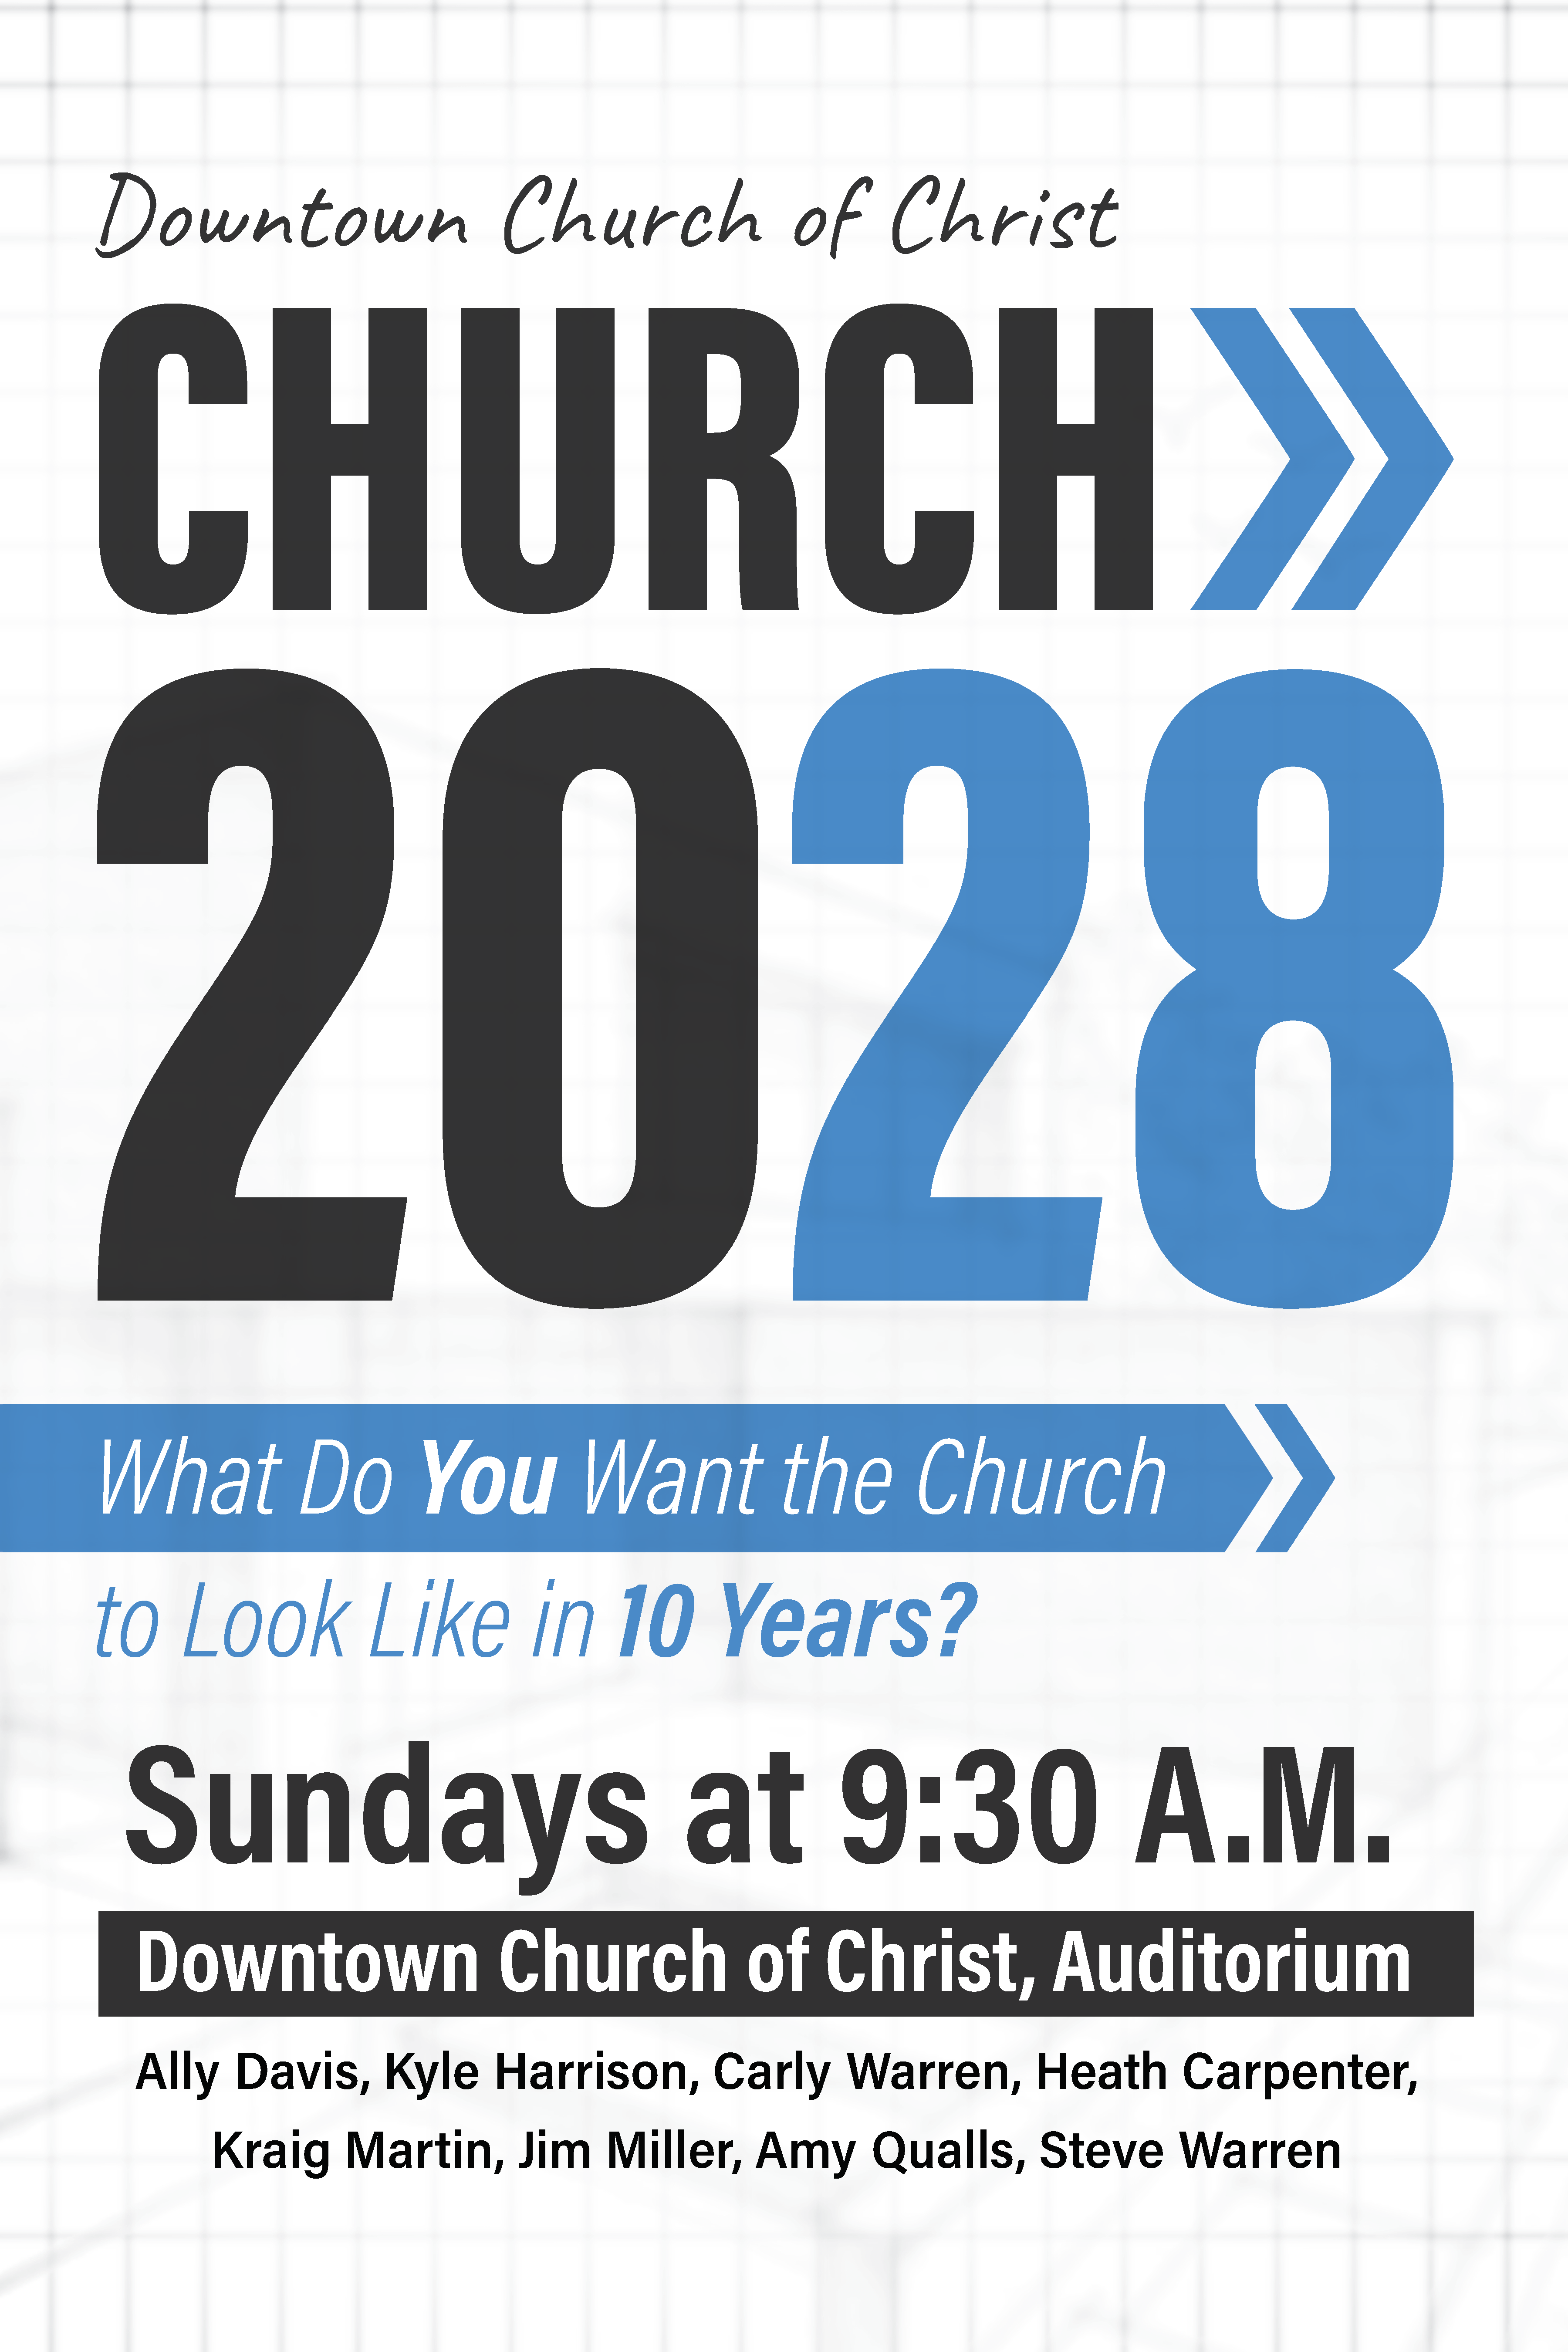 Downtown Church of Christ
CHURCH
2028
What Do You Want the Church
to Look Like in 10 Years?
Sundays at 9:30 A.M.
Downtown Church of Christ, Auditorium
Ally Davis, Kyle Harrison, Carly Warren, Heath Carpenter,
Kraig Martin, Jim Miller, Amy Qualls, Steve Warren